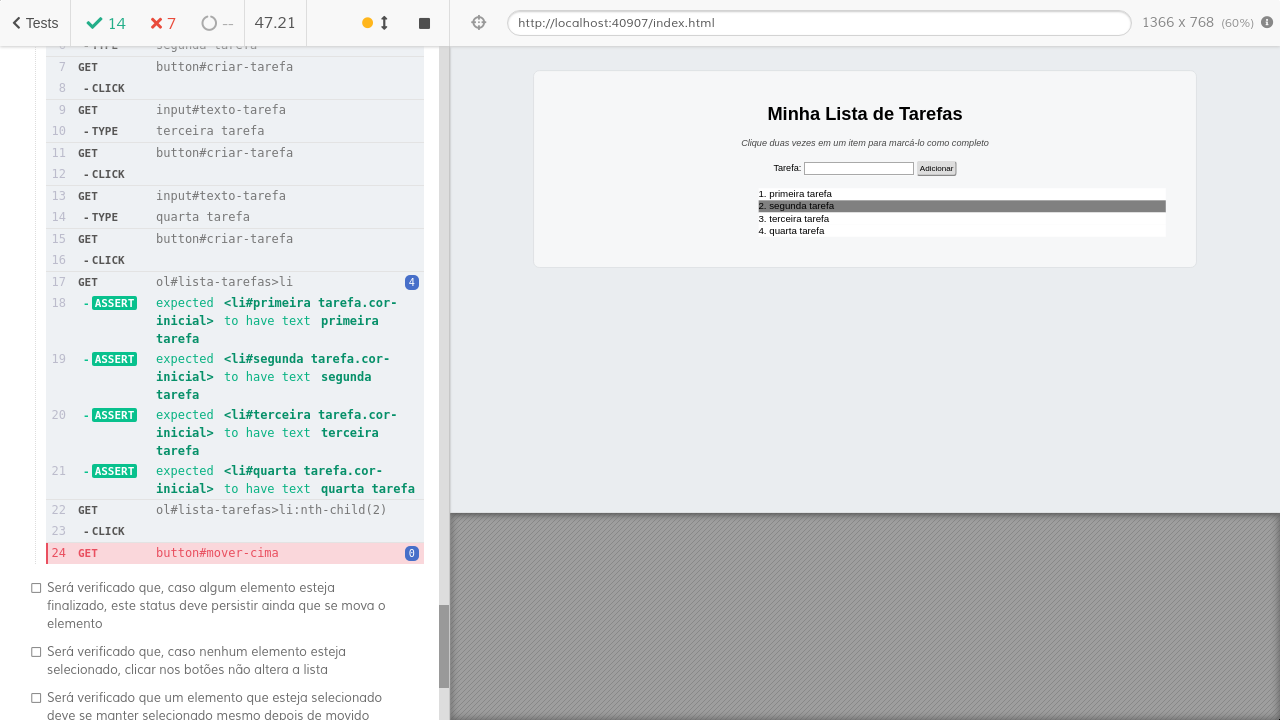 Tests
14
7
--
47.21
http://localhost:40907/index.html
1366 x 768 (60%)
6 - TYPE segunda tarefa
7 GET button#criar-tarefa
8 - CLICK
9 GET input#texto-tarefa
10 - TYPE terceira tarefa
11 GET button#criar-tarefa
12 - CLICK
13 GET input#texto-tarefa
14 - TYPE quarta tarefa
15 GET button#criar-tarefa
16 - CLICK
17 GET ol#lista-tarefas>li 4
18 - ASSERT expected <li#primeira tarefa.cor-
inicial> to have text primeira
tarefa
19 - ASSERT expected <li#segunda tarefa.cor-
inicial> to have text segunda
tarefa
20 - ASSERT expected <li#terceira tarefa.cor-
inicial> to have text terceira
tarefa
21 - ASSERT expected <li#quarta tarefa.cor-
inicial> to have text quarta tarefa
22 GET ol#lista-tarefas>li:nth-child(2)
23 - CLICK
24 GET button#mover-cima 0
Será verificado que, caso algum elemento esteja
finalizado, este status deve persistir ainda que se mova o
elemento
Será verificado que, caso nenhum elemento esteja
selecionado, clicar nos botões não altera a lista
Será verificado que um elemento que esteja selecionado
deve se manter selecionado mesmo depois de movido
Minha Lista de Tarefas
Clique duas vezes em um item para marcá-lo como completo
Tarefa: Adicionar
1. primeira tarefa
2. segunda tarefa
3. terceira tarefa
4. quarta tarefa